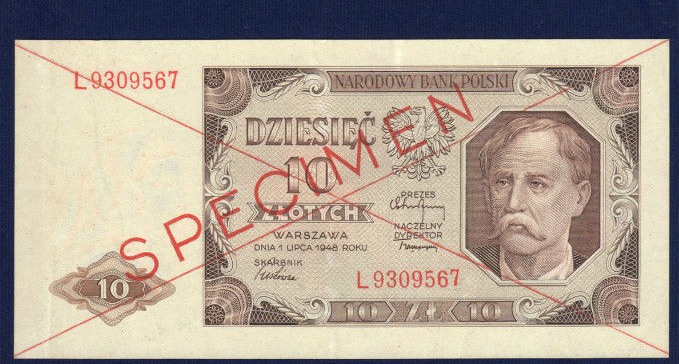 L 9309567
NARODOWY BANK POLSKI
DZIESIĘĆ
10
ZŁOTYCH
WARSZAWA
DNIA 1 LIPCA 1948 ROKU
SKARBNIK
PREZES
NACZELNY
DYREKTOR
SPECIMEN
L 9309567
10
10 ZŁ 10